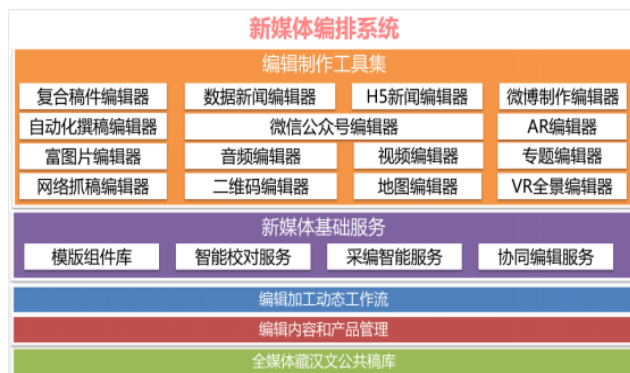 新媒体编排系统
编辑制作工具集
复合稿件编辑器 数据新闻编辑器 H5新闻编辑器 微博制作编辑器
自动化撰稿编辑器 微信公众号编辑器 AR编辑器
富图片编辑器 音频编辑器 视频编辑器 专题编辑器
网络抓稿编辑器 二维码编辑器 地图编辑器 VR全景编辑器
新媒体基础服务
模版组件库 智能校对服务 采编智能服务 协同编辑服务
编辑加工动态工作流
编辑内容和产品管理
全媒体藏汉文公共稿库